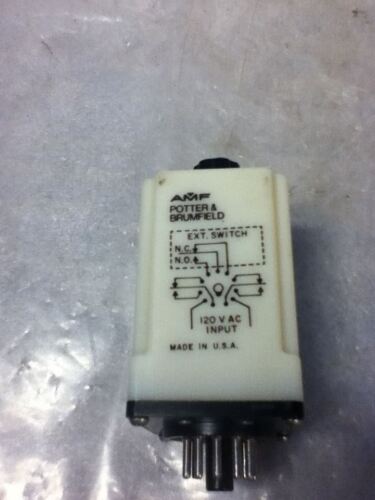 AMF
POTTER &
BRUMFIELD
EXT. SWITCH
N.C.
N.O.
120 V AC
INPUT
MADE IN U.S.A.